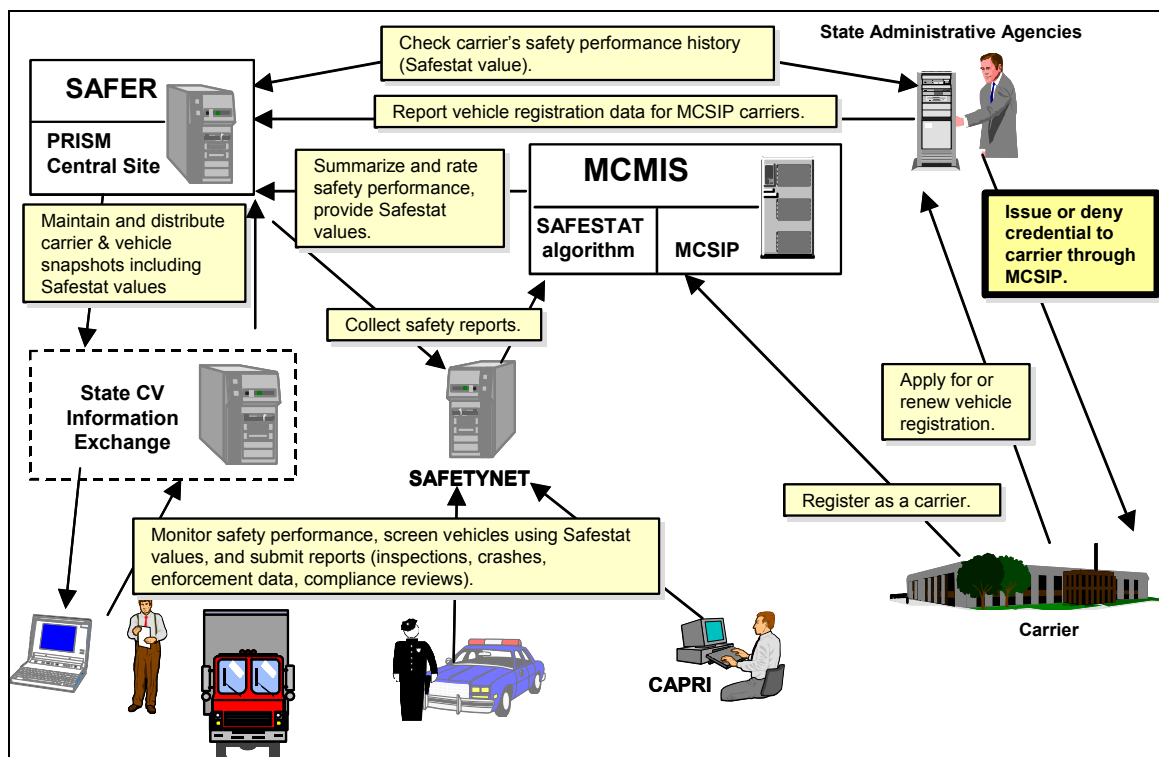 Check carrier's safety performance history
(Safestat value).
State Administrative Agencies
SAFER
PRISM
Central Site
Report vehicle registration data for MCSIP carriers.
Summarize and rate
safety performance,
provide Safestat
values.
MCMIS
SAFESTAT
algorithm
MCSIP
Issue or deny
credential to
carrier through
MCSIP.
Maintain and distribute
carrier & vehicle
snapshots including
Safestat values
Collect safety reports.
State CV
Information
Exchange
SAFETYNET
Apply for or
renew vehicle
registration.
Register as a carrier.
Monitor safety performance, screen vehicles using Safestat
values, and submit reports (inspections, crashes,
enforcement data, compliance reviews).
Carrier
CAPRI